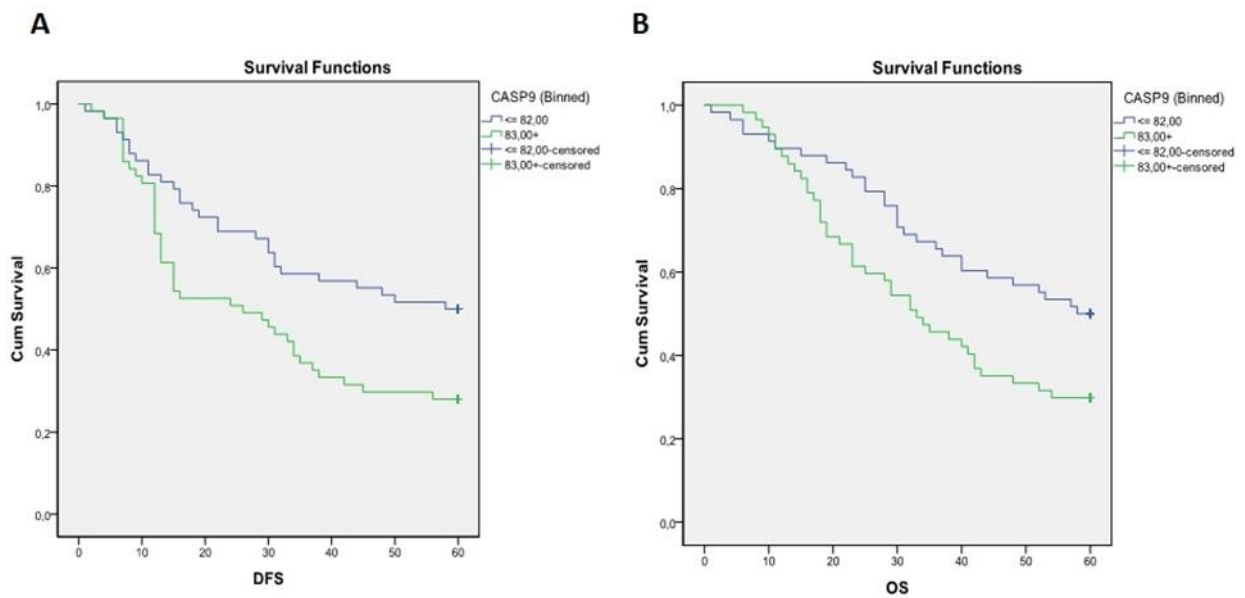 A
Survival Functions
CASP9 (Binned)
<= 82,00
83,00+
<= 82,00-censored
83,00+-censored
1,0
0,8
0,6
0,4
0,2
0,0
Cum Survival
0 10 20 30 40 50 60
DFS
B
Survival Functions
CASP9 (Binned)
<= 82,00
83,00+
<= 82,00-censored
83,00+-censored
1,0
0,8
0,6
0,4
0,2
0,0
Cum Survival
0 10 20 30 40 50 60
OS